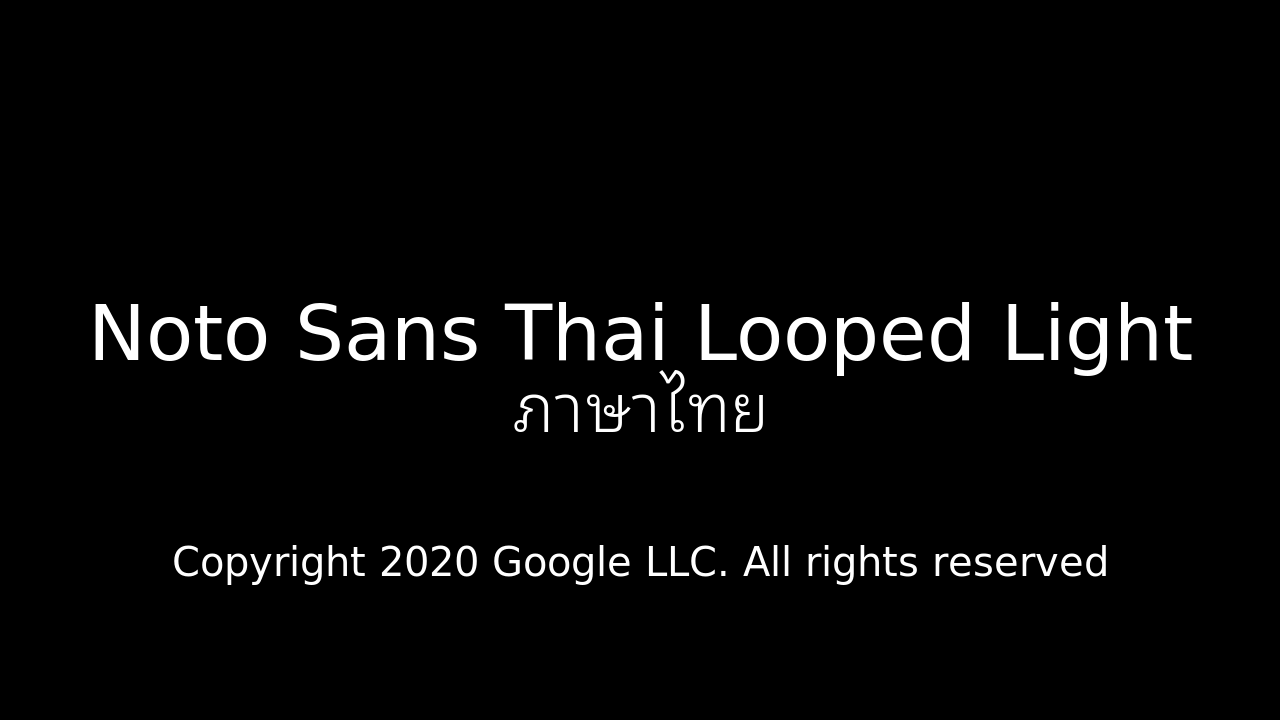 Noto Sans Thai Looped Light
ภาษาไทย
Copyright 2020 Google LLC. All rights reserved